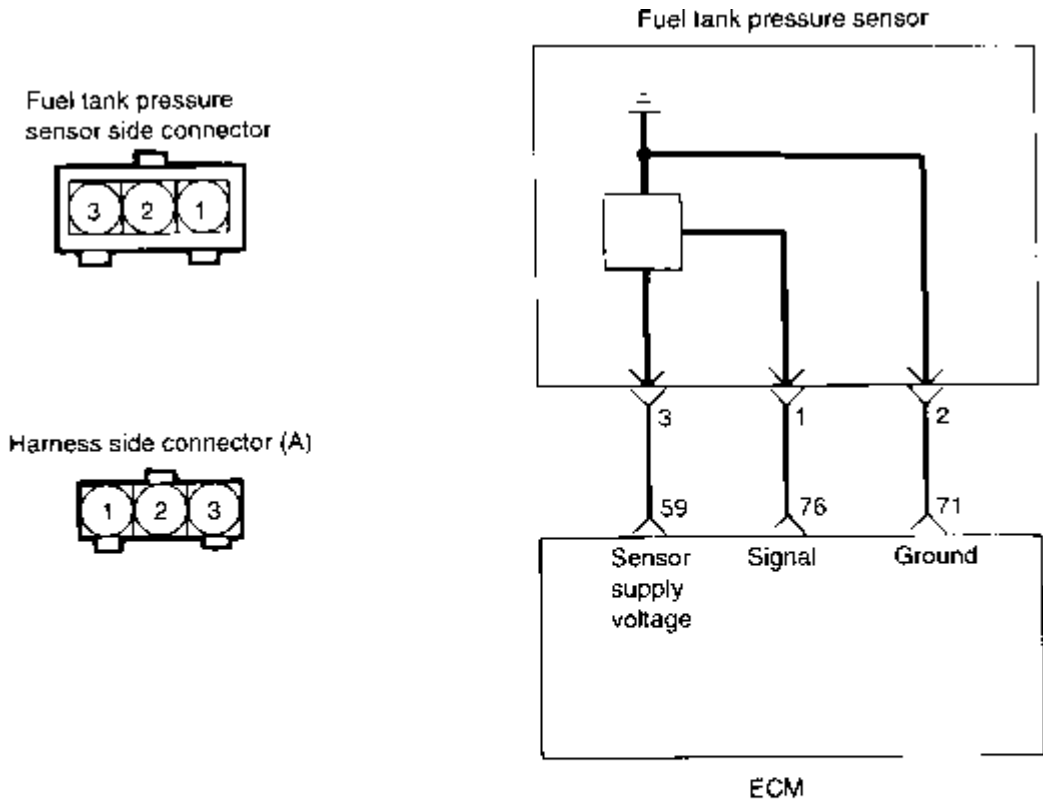 Fuel tank pressure sensor
Fuel tank pressure
sensor side connector
3 2 1
Harness side connector (A)
1 2 3
3 1 2
59 76 71
Sensor
supply
voltage
Signal
Ground
ECM